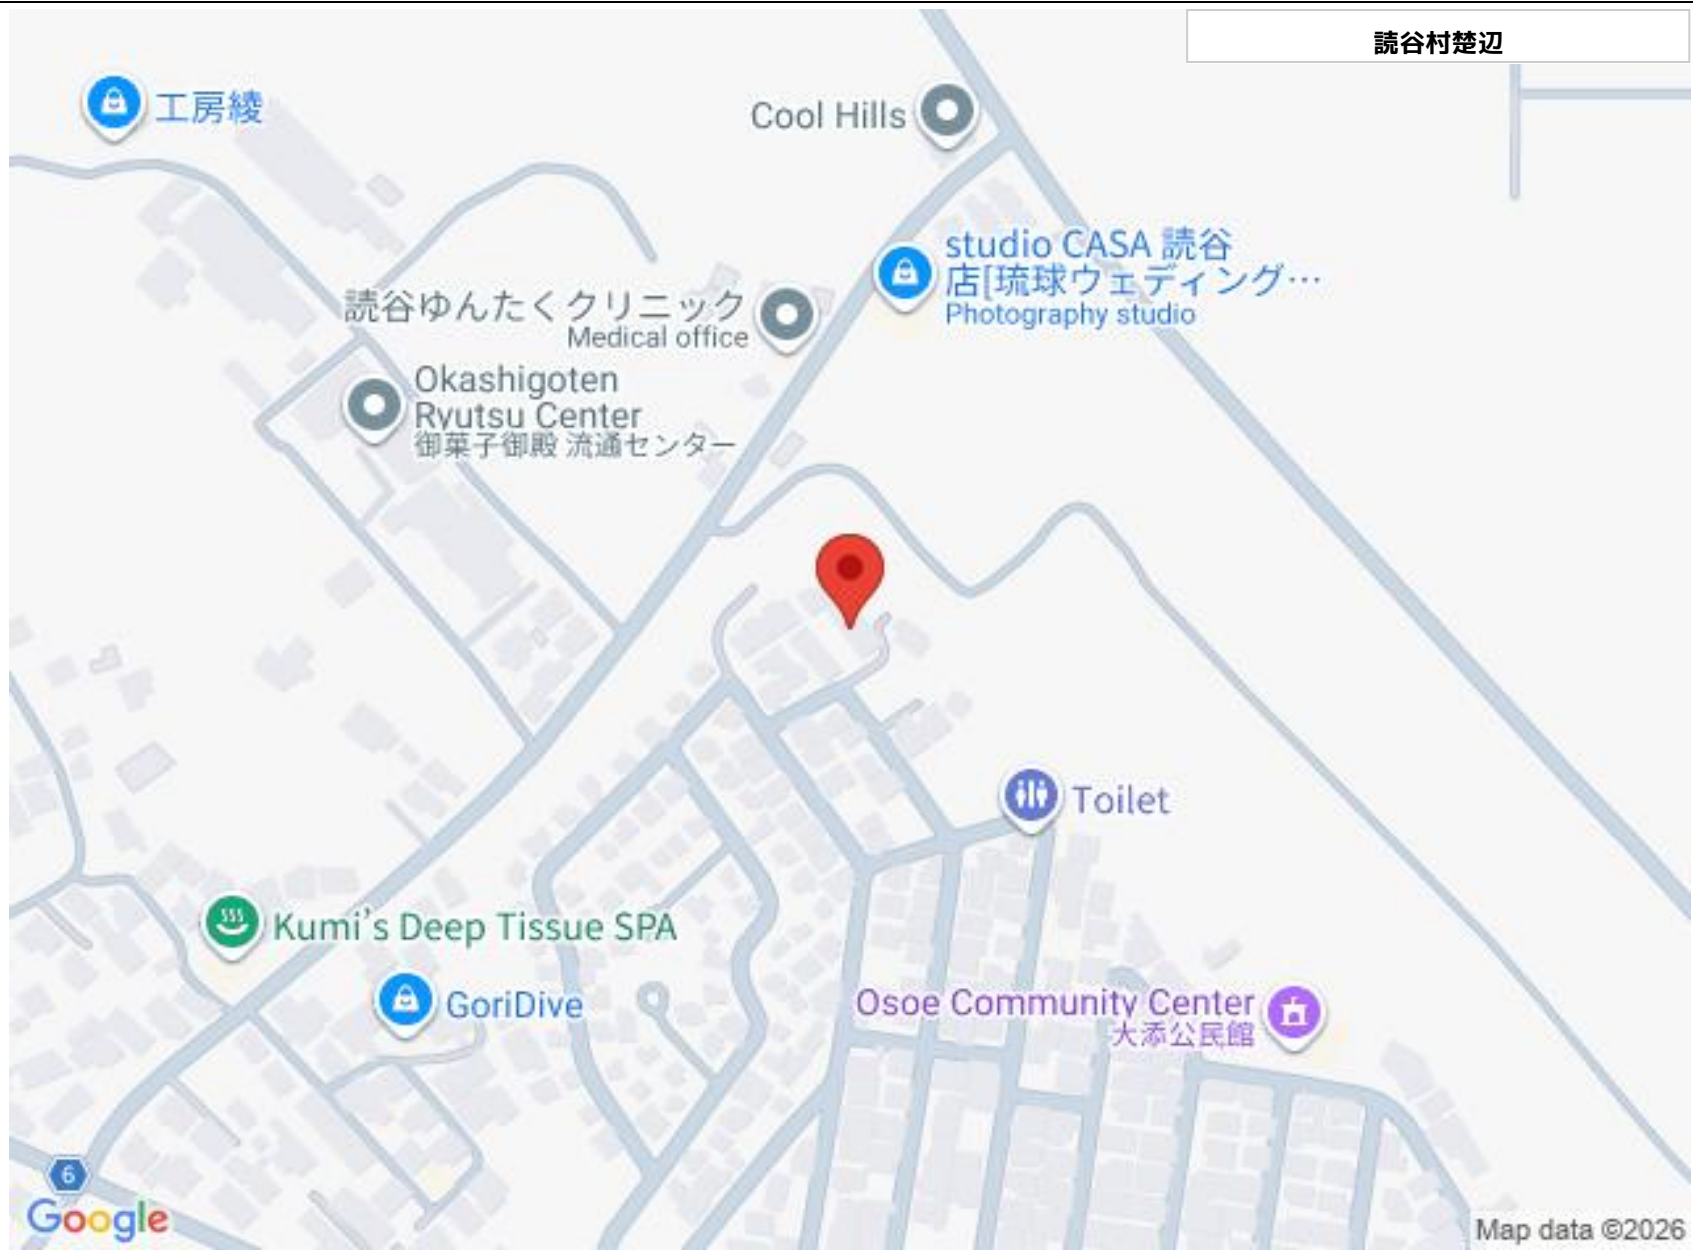 読谷村楚辺
工房綾
Cool Hills
studio CASA 読谷
店[琉球ウェディング…
Photography studio
読谷ゆんたくクリニック
Medical office
Okashigoten
Ryutsu Center
御菓子御殿 流通センター
Toilet
Kumi's Deep Tissue SPA
GoriDive
Osoe Community Center
大添公民館
6
Google
Map data ©2026